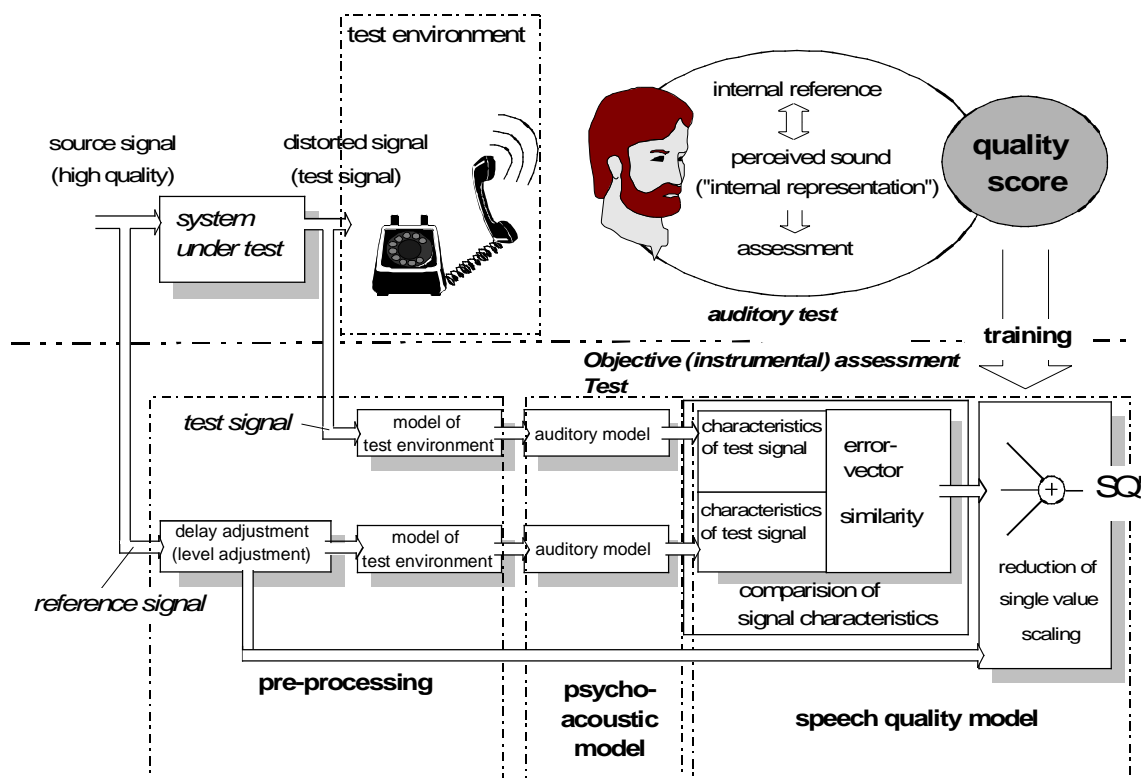 test environment
source signal
(high quality)
distorted signal
(test signal)
system
under test
internal reference
perceived sound
("internal representation")
assessment
auditory test
quality
score
training
Objective (instrumental) assessment
Test
test signal
model of
test environment
auditory model
characteristics
of test signal
error-
vector
similarity
SQ
delay adjustment
(level adjustment)
model of
test environment
auditory model
characteristics
of test signal
reference signal
comparision of
signal characteristics
reduction of
single value
scaling
pre-processing
psycho-
acoustic
model
speech quality model